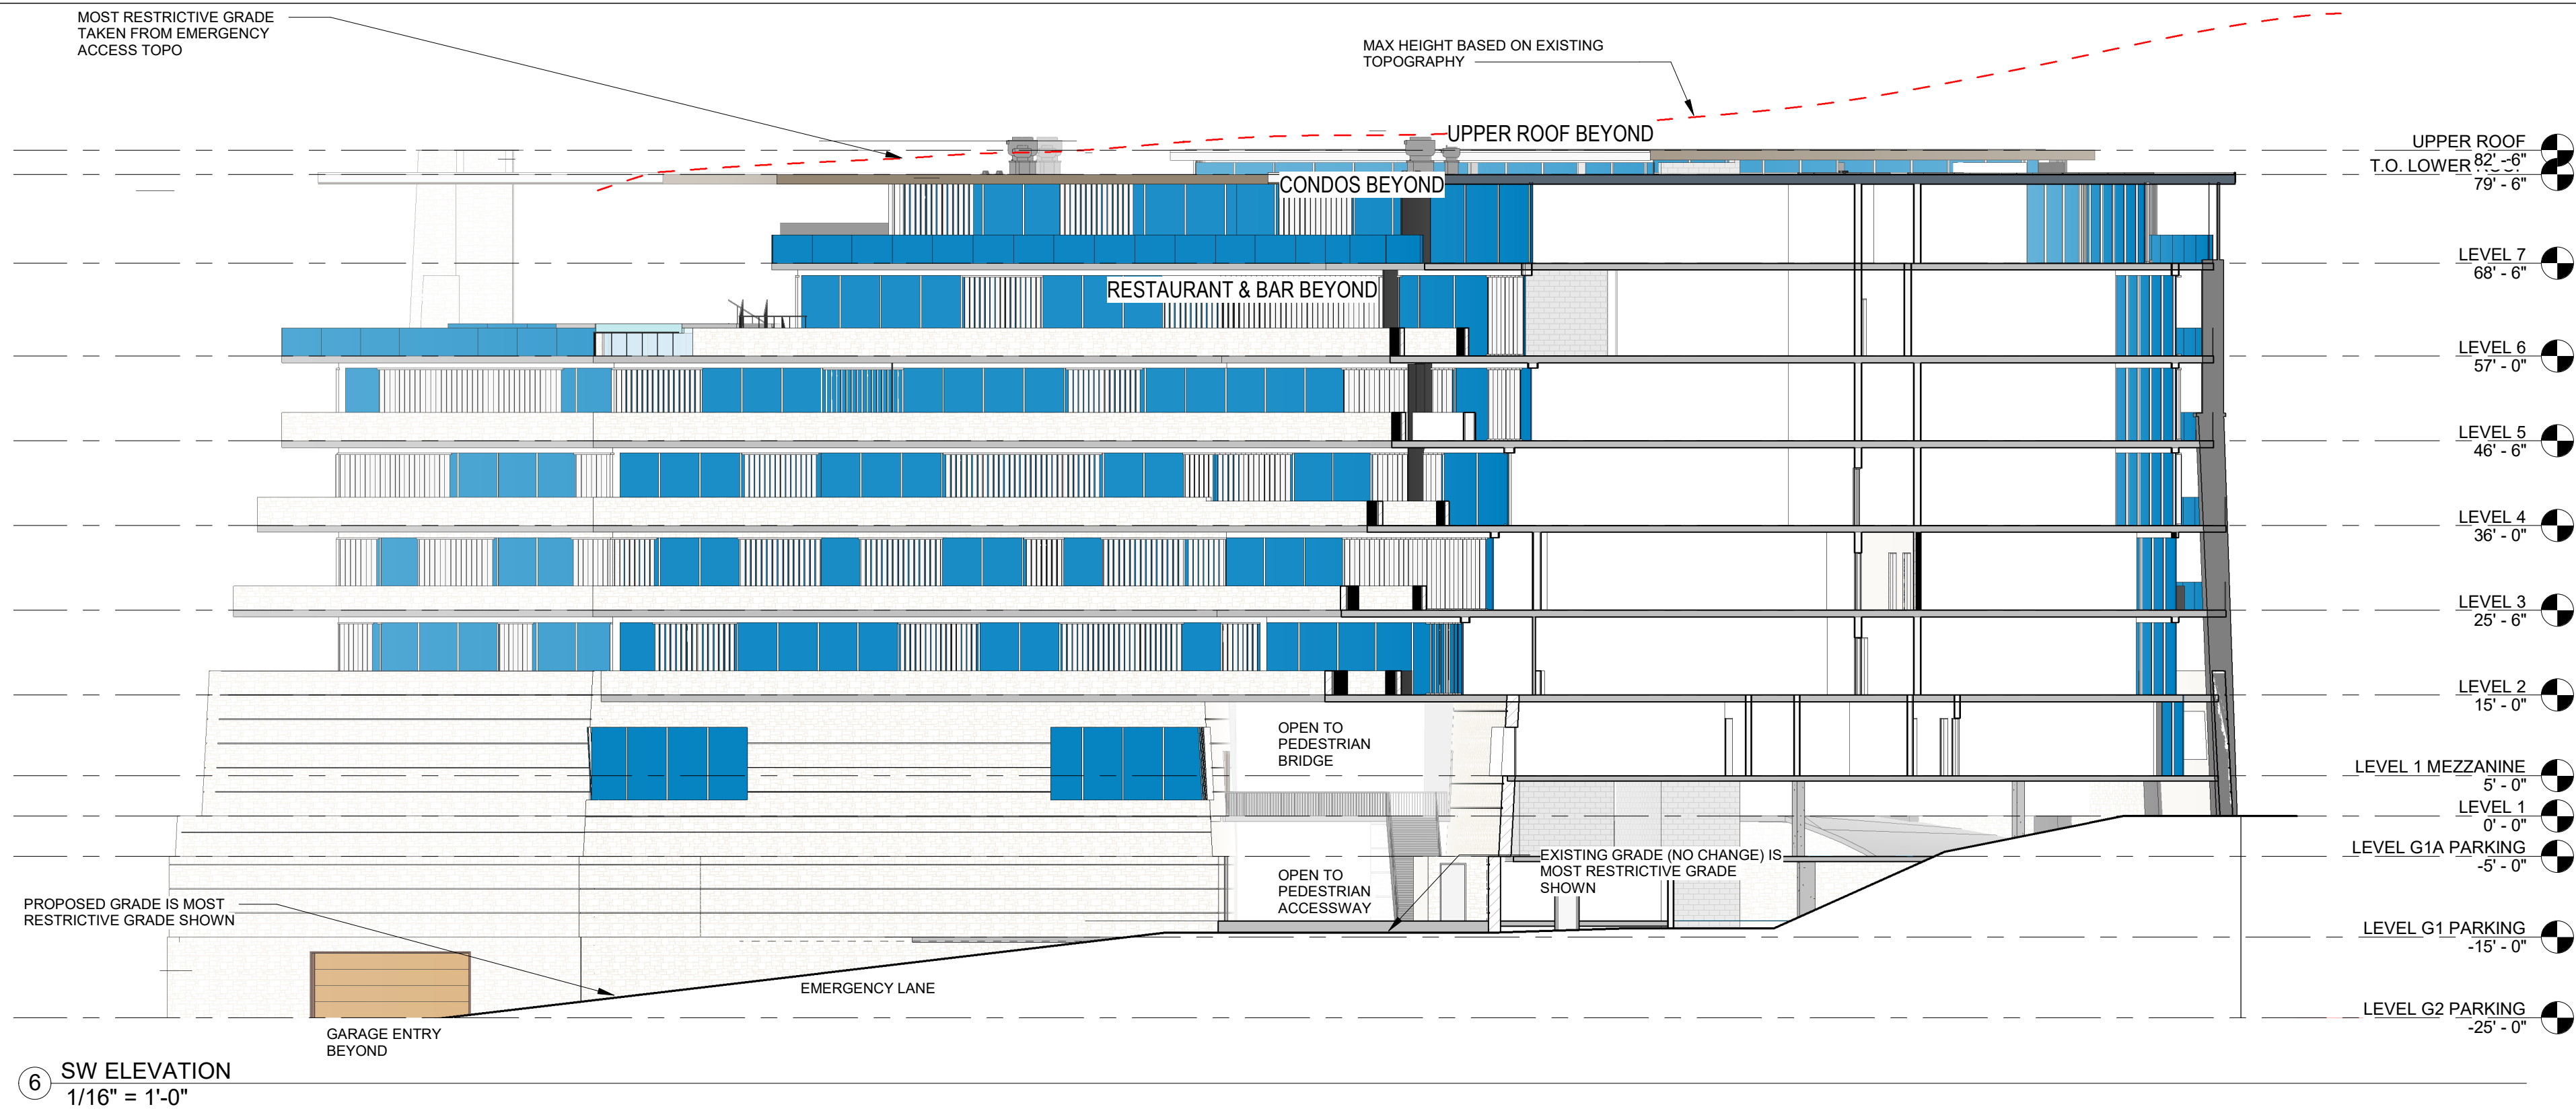 MOST RESTRICTIVE GRADE
TAKEN FROM EMERGENCY
ACCESS TOPO
MAX HEIGHT BASED ON EXISTING
TOPOGRAPHY
UPPER ROOF BEYOND
UPPER ROOF
82' -6"
T.O. LOWER ROOF
79' - 6"
CONDOS BEYOND
LEVEL 7
68' - 6"
RESTAURANT & BAR BEYOND
LEVEL 6
57' - 0"
LEVEL 5
46' - 6"
LEVEL 4
36' - 0"
LEVEL 3
25' - 6"
LEVEL 2
15' - 0"
OPEN TO
PEDESTRIAN
BRIDGE
LEVEL 1 MEZZANINE
5' - 0"
LEVEL 1
0' - 0"
LEVEL G1A PARKING
-5' - 0"
EXISTING GRADE (NO CHANGE) IS
MOST RESTRICTIVE GRADE
SHOWN
OPEN TO
PEDESTRIAN
ACCESSWAY
PROPOSED GRADE IS MOST
RESTRICTIVE GRADE SHOWN
LEVEL G1 PARKING
-15' - 0"
EMERGENCY LANE
LEVEL G2 PARKING
-25' - 0"
GARAGE ENTRY
BEYOND
6
SW ELEVATION
1/16" = 1'-0"